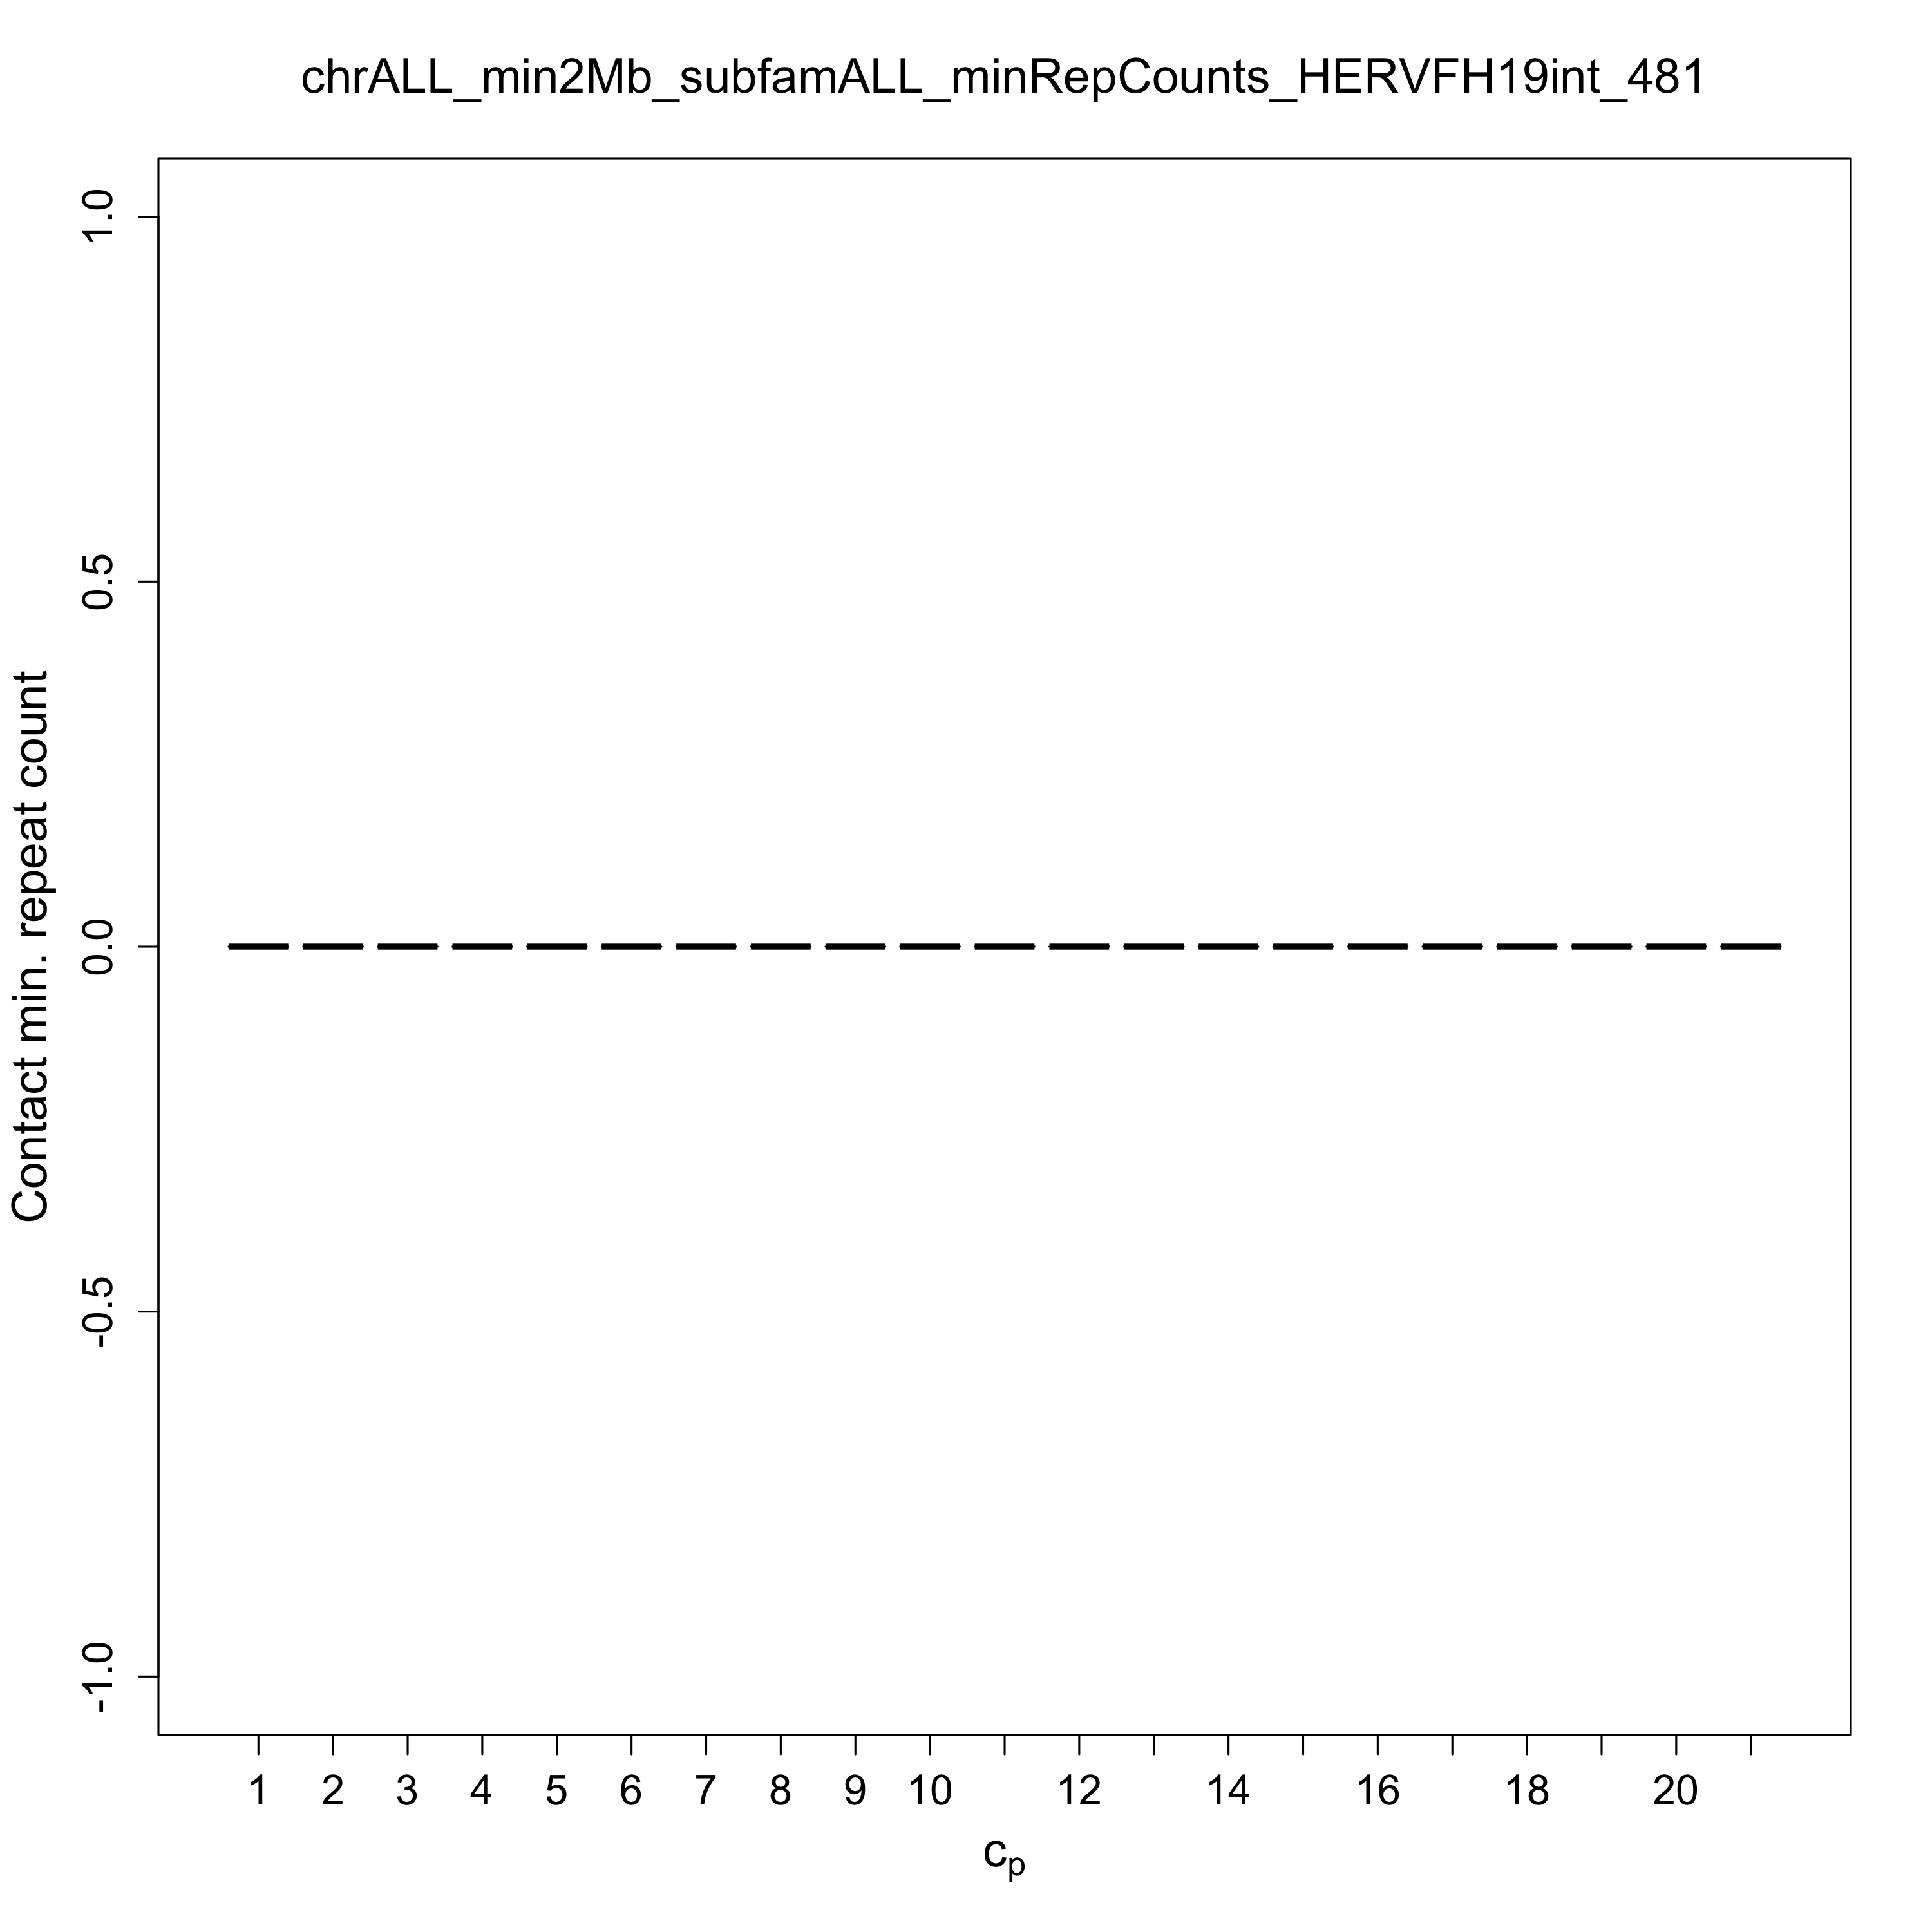 chrALL_min2Mb_subfamALL_minRepCounts_HERVFH19int_481
Contact min. repeat count
1.0
0.5
0.0
-0.5
-1.0
1 2 3 4 5 6 7 8 9 10 12 14 16 18 20
cp